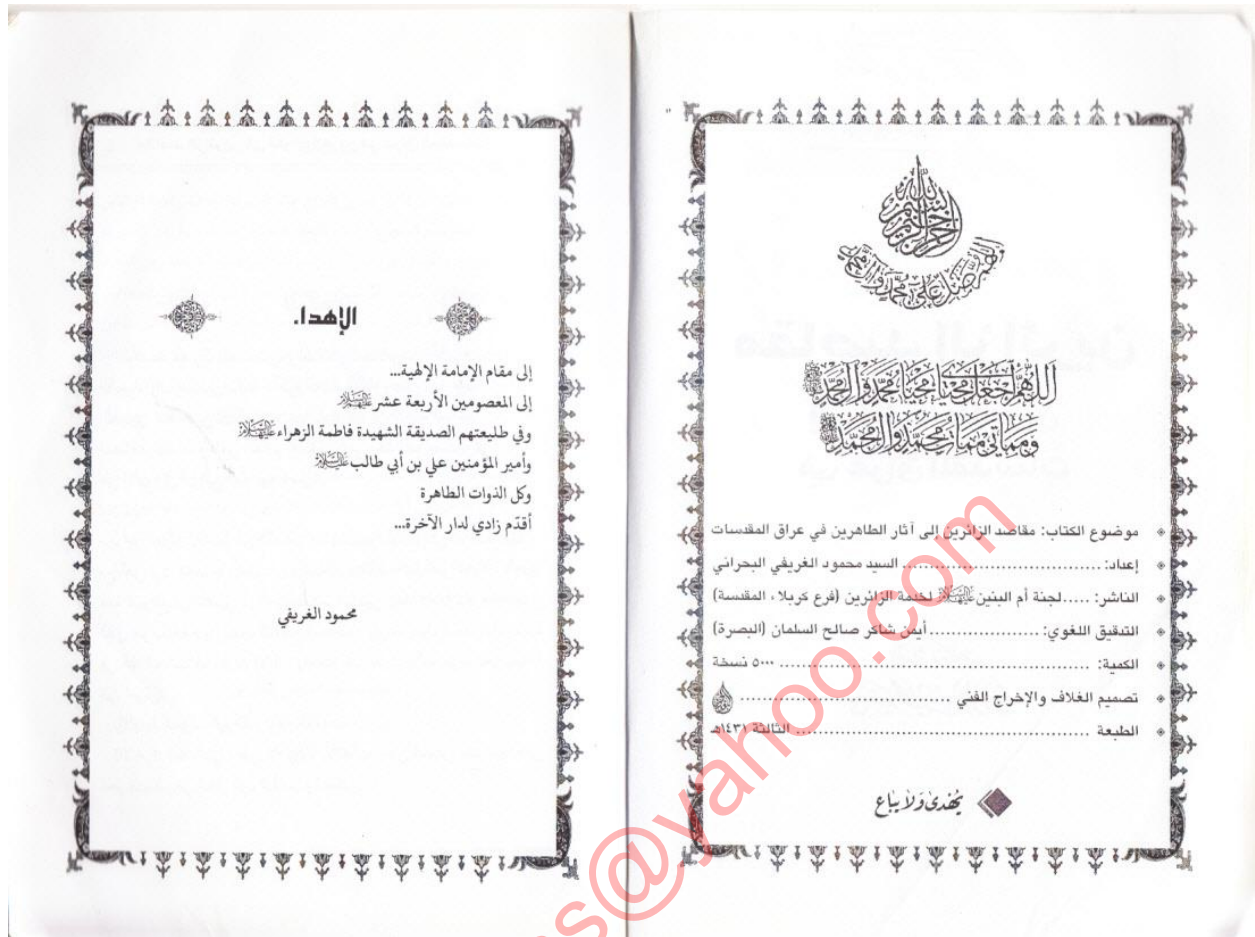 بسم الله الرحمن الرحيم
اللهم صل على محمد وآل محمد
اللهم اجعل محياي محيا محمد وآل محمد
ومماتي ممات محمد وآل محمد
موضوع الكتاب: مقاصد الزائرين إلى آثار الطاهرين في عراق المقدسات
إعداد: .................................. السيد محمود الغريفي البحراني
الناشر: .....لجنة أم البنين عليها السلام لخدمة الزائرين (فرع كربلاء المقدسة)
التدقيق اللغوي: ....................أيمن شاكر صالح السلمان (البصرة)
الكمية: ........................................................ ٥٠٠٠ نسخة
تصميم الغلاف والإخراج الفني ......................................
الطبعة ..................................................... الثالثة ١٤٣١هـ
يهدى ولا يباع
الإهداء
إلى مقام الإمامة الإلهية...
إلى المعصومين الأربعة عشر
وفي طليعتهم الصديقة الشهيدة فاطمة الزهراء
وأمير المؤمنين علي بن أبي طالب
وكل الذوات الطاهرة
أقدّم زادي لدار الآخرة...
محمود الغريفي
s@yahoo.com